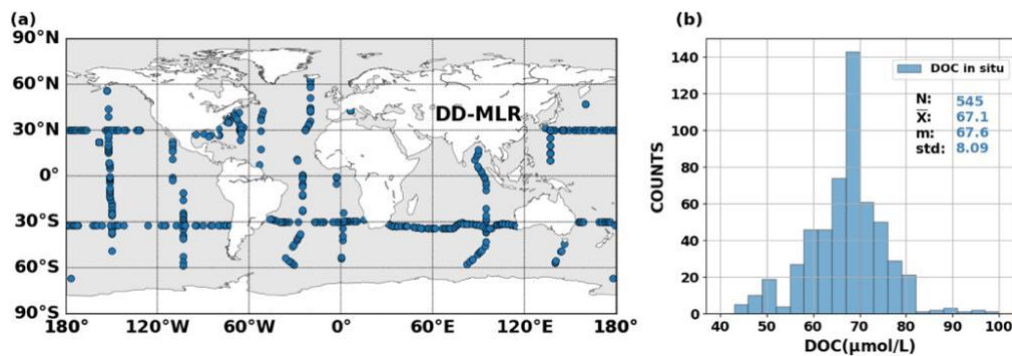 (a)
90°N
60°N
30°N
0°
30°S
60°S
90°S
180°
120°W
60°W
0°
60°E
120°E
180°
DD-MLR
(b)
COUNTS
140
120
100
80
60
40
20
0
40
50
60
70
80
90
100
DOC(μmol/L)
DOC in situ
N: 545
X̅: 67.1
m: 67.6
std: 8.09